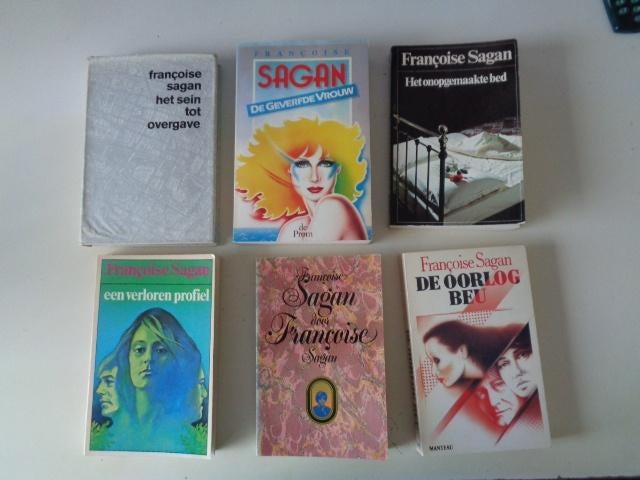 françoise
sagan
het sein
tot
overgave
FRANÇOISE
SAGAN
DE GEVERFDE VROUW
de
Prom
Françoise Sagan
Het onopgemaakte bed
Françoise Sagan
een verloren profiel
Françoise
Sagan
door
Françoise
Sagan
Françoise Sagan
DE OORLOG
BEU
MANTEAU